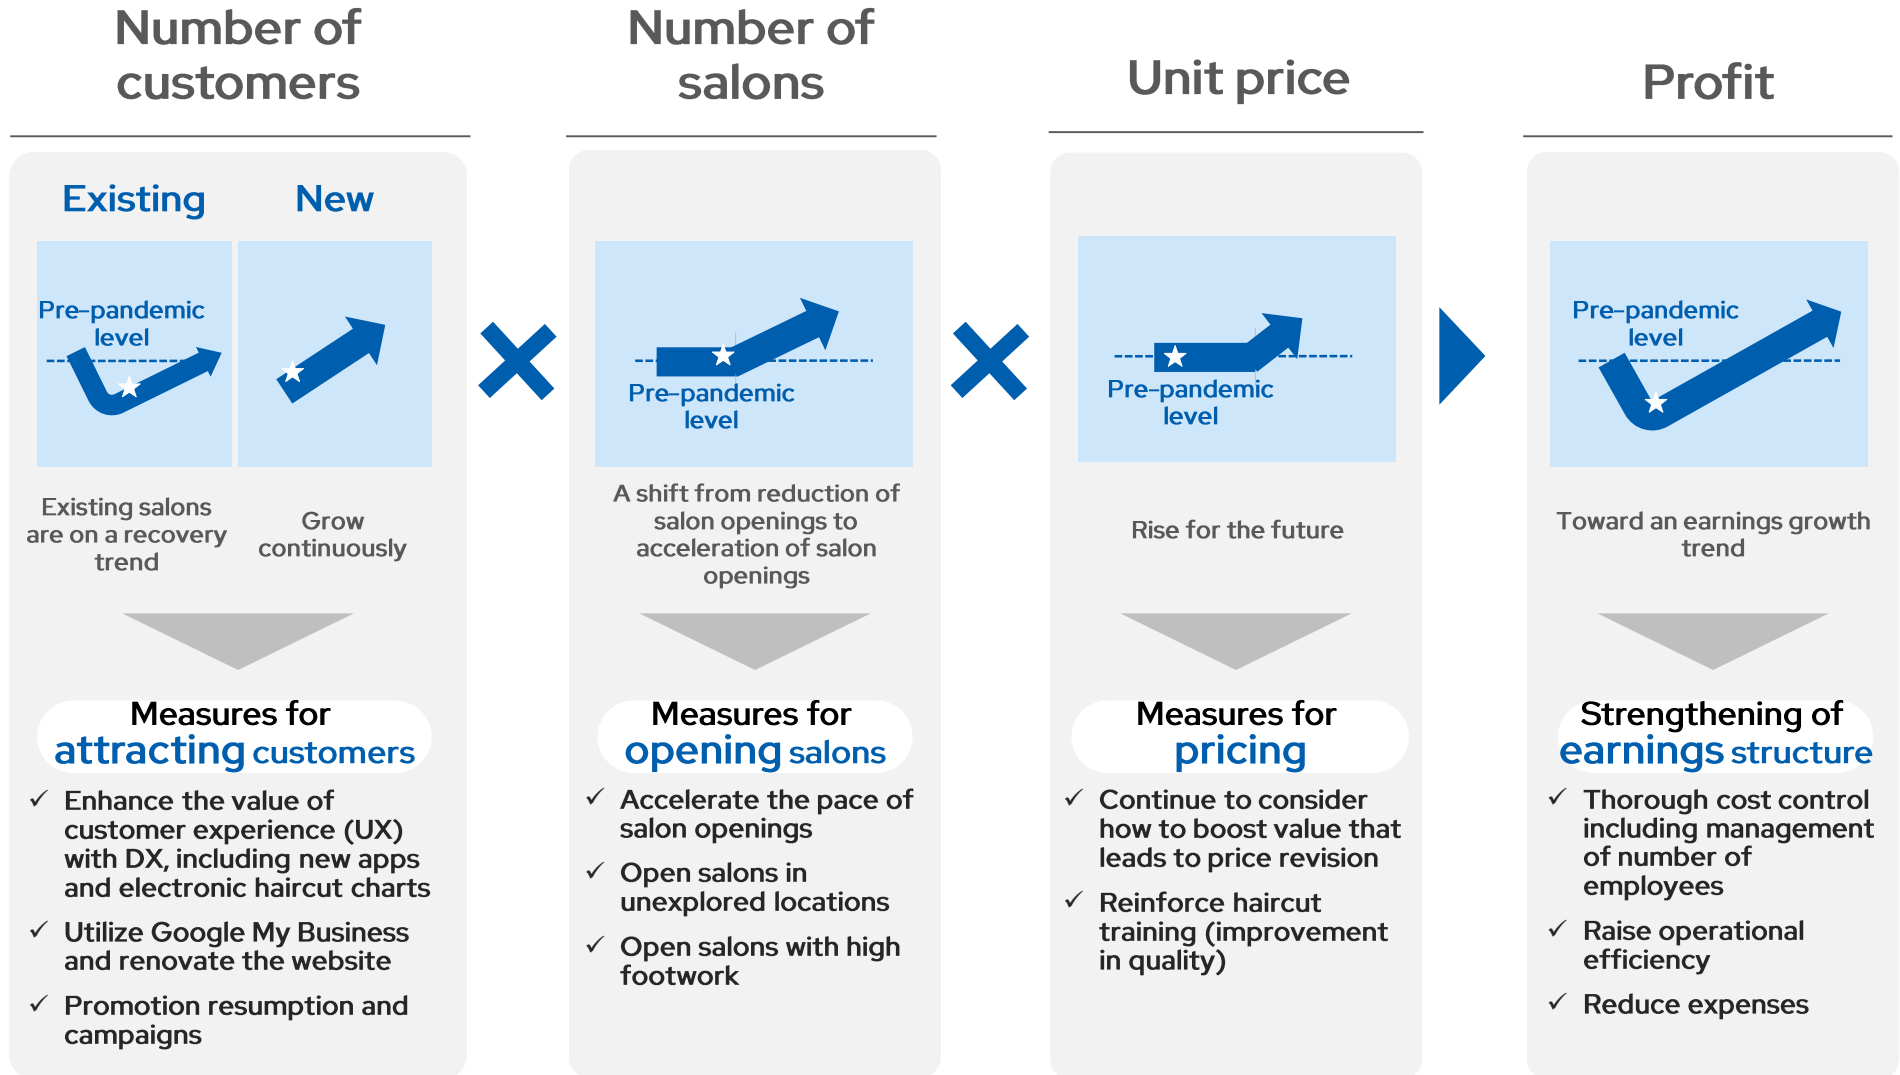 Number of
customers
Existing
New
Pre-pandemic
level
Existing salons
are on a recovery
trend
Grow
continuously
Measures for
attracting customers
✓ Enhance the value of
customer experience (UX)
with DX, including new apps
and electronic haircut charts
✓ Utilize Google My Business
and renovate the website
✓ Promotion resumption and
campaigns
Number of
salons
Pre-pandemic
level
A shift from reduction of
salon openings to
acceleration of salon
openings
Measures for
opening salons
✓ Accelerate the pace of
salon openings
✓ Open salons in
unexplored locations
✓ Open salons with high
footwork
Unit price
Pre-pandemic
level
Rise for the future
Measures for
pricing
✓ Continue to consider
how to boost value that
leads to price revision
✓ Reinforce haircut
training (improvement
in quality)
Profit
Pre-pandemic
level
Toward an earnings growth
trend
Strengthening of
earnings structure
✓ Thorough cost control
including management
of number of
employees
✓ Raise operational
efficiency
✓ Reduce expenses